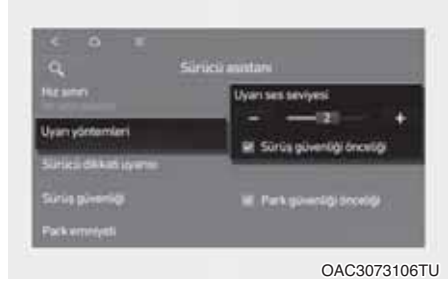 Sürücü asistanı
Hız sınırı
Uyarı ses seviyesi
- 2 +
Uyarı yöntemleri
Sürüş güvenliği önceliği
Sürücü dikkati uyarısı
Sürüş güvenliği
Park güvenliği önceliği
Park emniyeti
OAC3073106TU